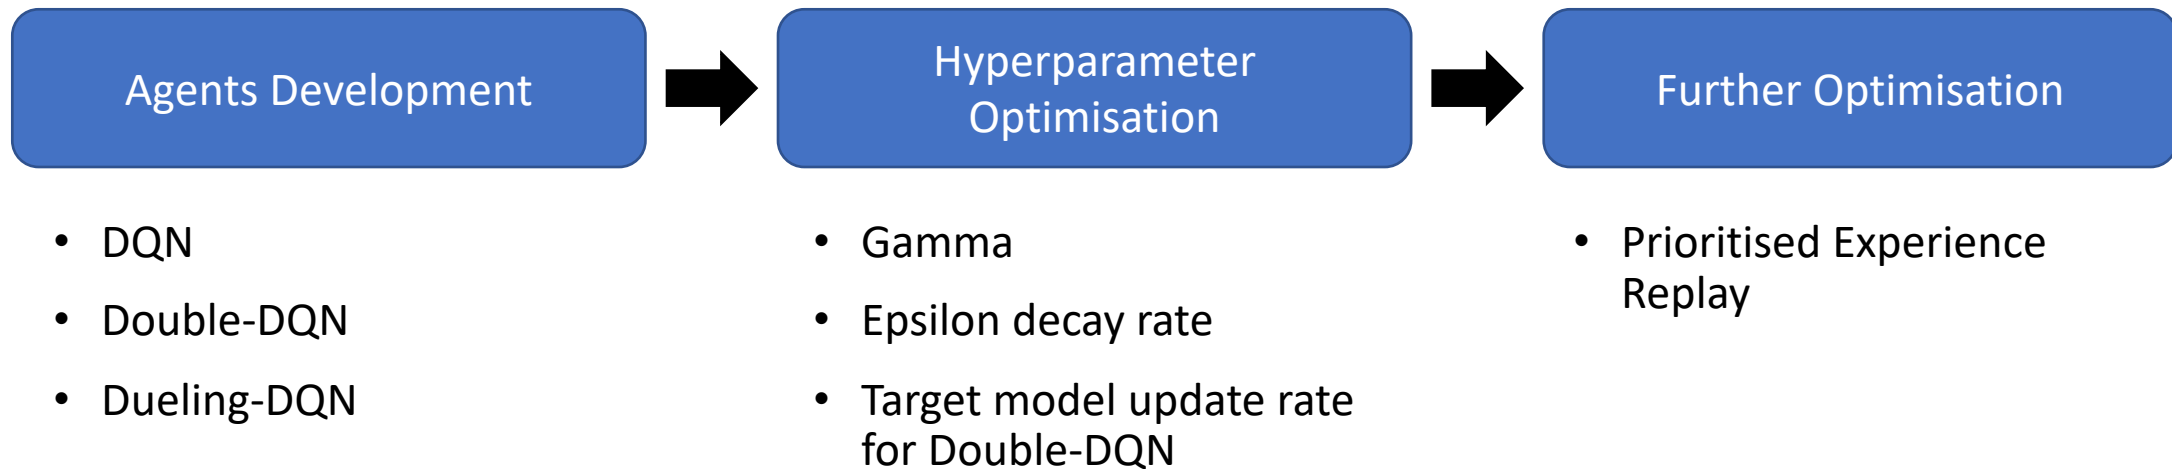 Agents Development
Hyperparameter
Optimisation
Further Optimisation
• DQN
• Double-DQN
• Dueling-DQN
• Gamma
• Epsilon decay rate
• Target model update rate
for Double-DQN
• Prioritised Experience
Replay